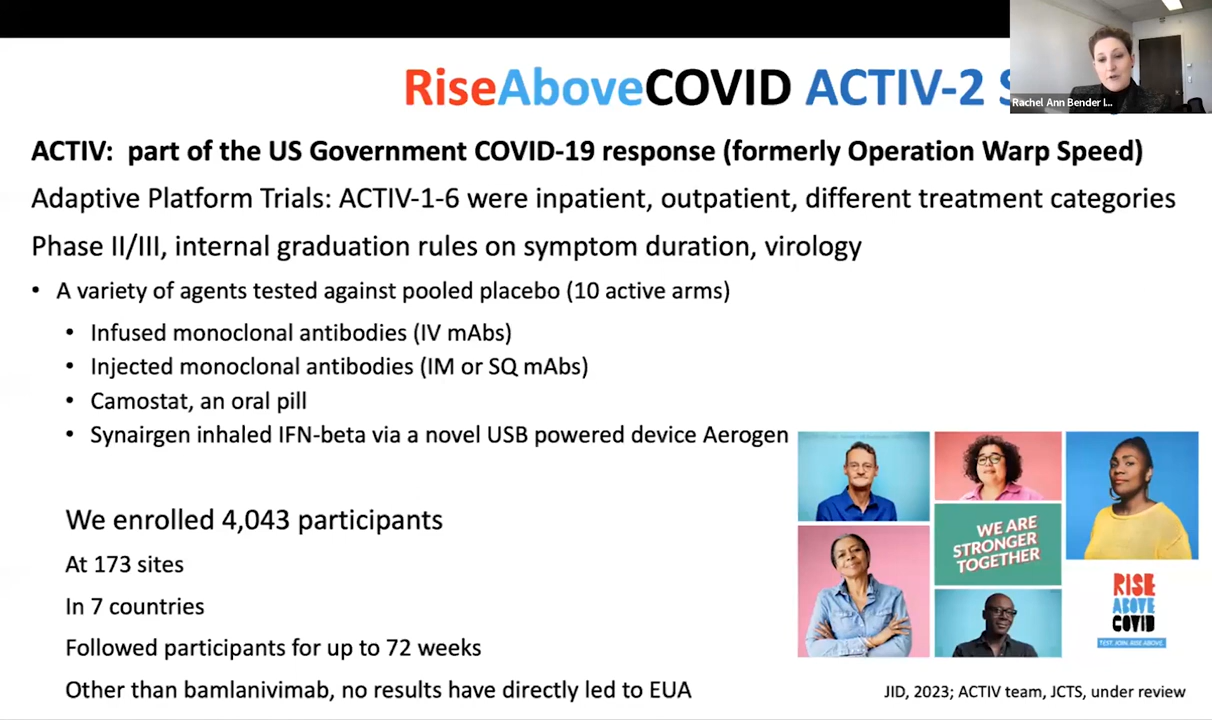 RiseAboveCOVID ACTIV-2 S
Rachel Ann Bender I...
ACTIV: part of the US Government COVID-19 response (formerly Operation Warp Speed)
Adaptive Platform Trials: ACTIV-1-6 were inpatient, outpatient, different treatment categories
Phase II/III, internal graduation rules on symptom duration, virology
• A variety of agents tested against pooled placebo (10 active arms)
• Infused monoclonal antibodies (IV mAbs)
• Injected monoclonal antibodies (IM or SQ mAbs)
• Camostat, an oral pill
• Synairgen inhaled IFN-beta via a novel USB powered device Aerogen
We enrolled 4,043 participants
At 173 sites
In 7 countries
Followed participants for up to 72 weeks
Other than bamlanivimab, no results have directly led to EUA
WE ARE
STRONGER
TOGETHER
RISE
ABOVE
COVID
TEST. JOIN. RISE ABOVE.
JID, 2023; ACTIV team, JCTS, under review